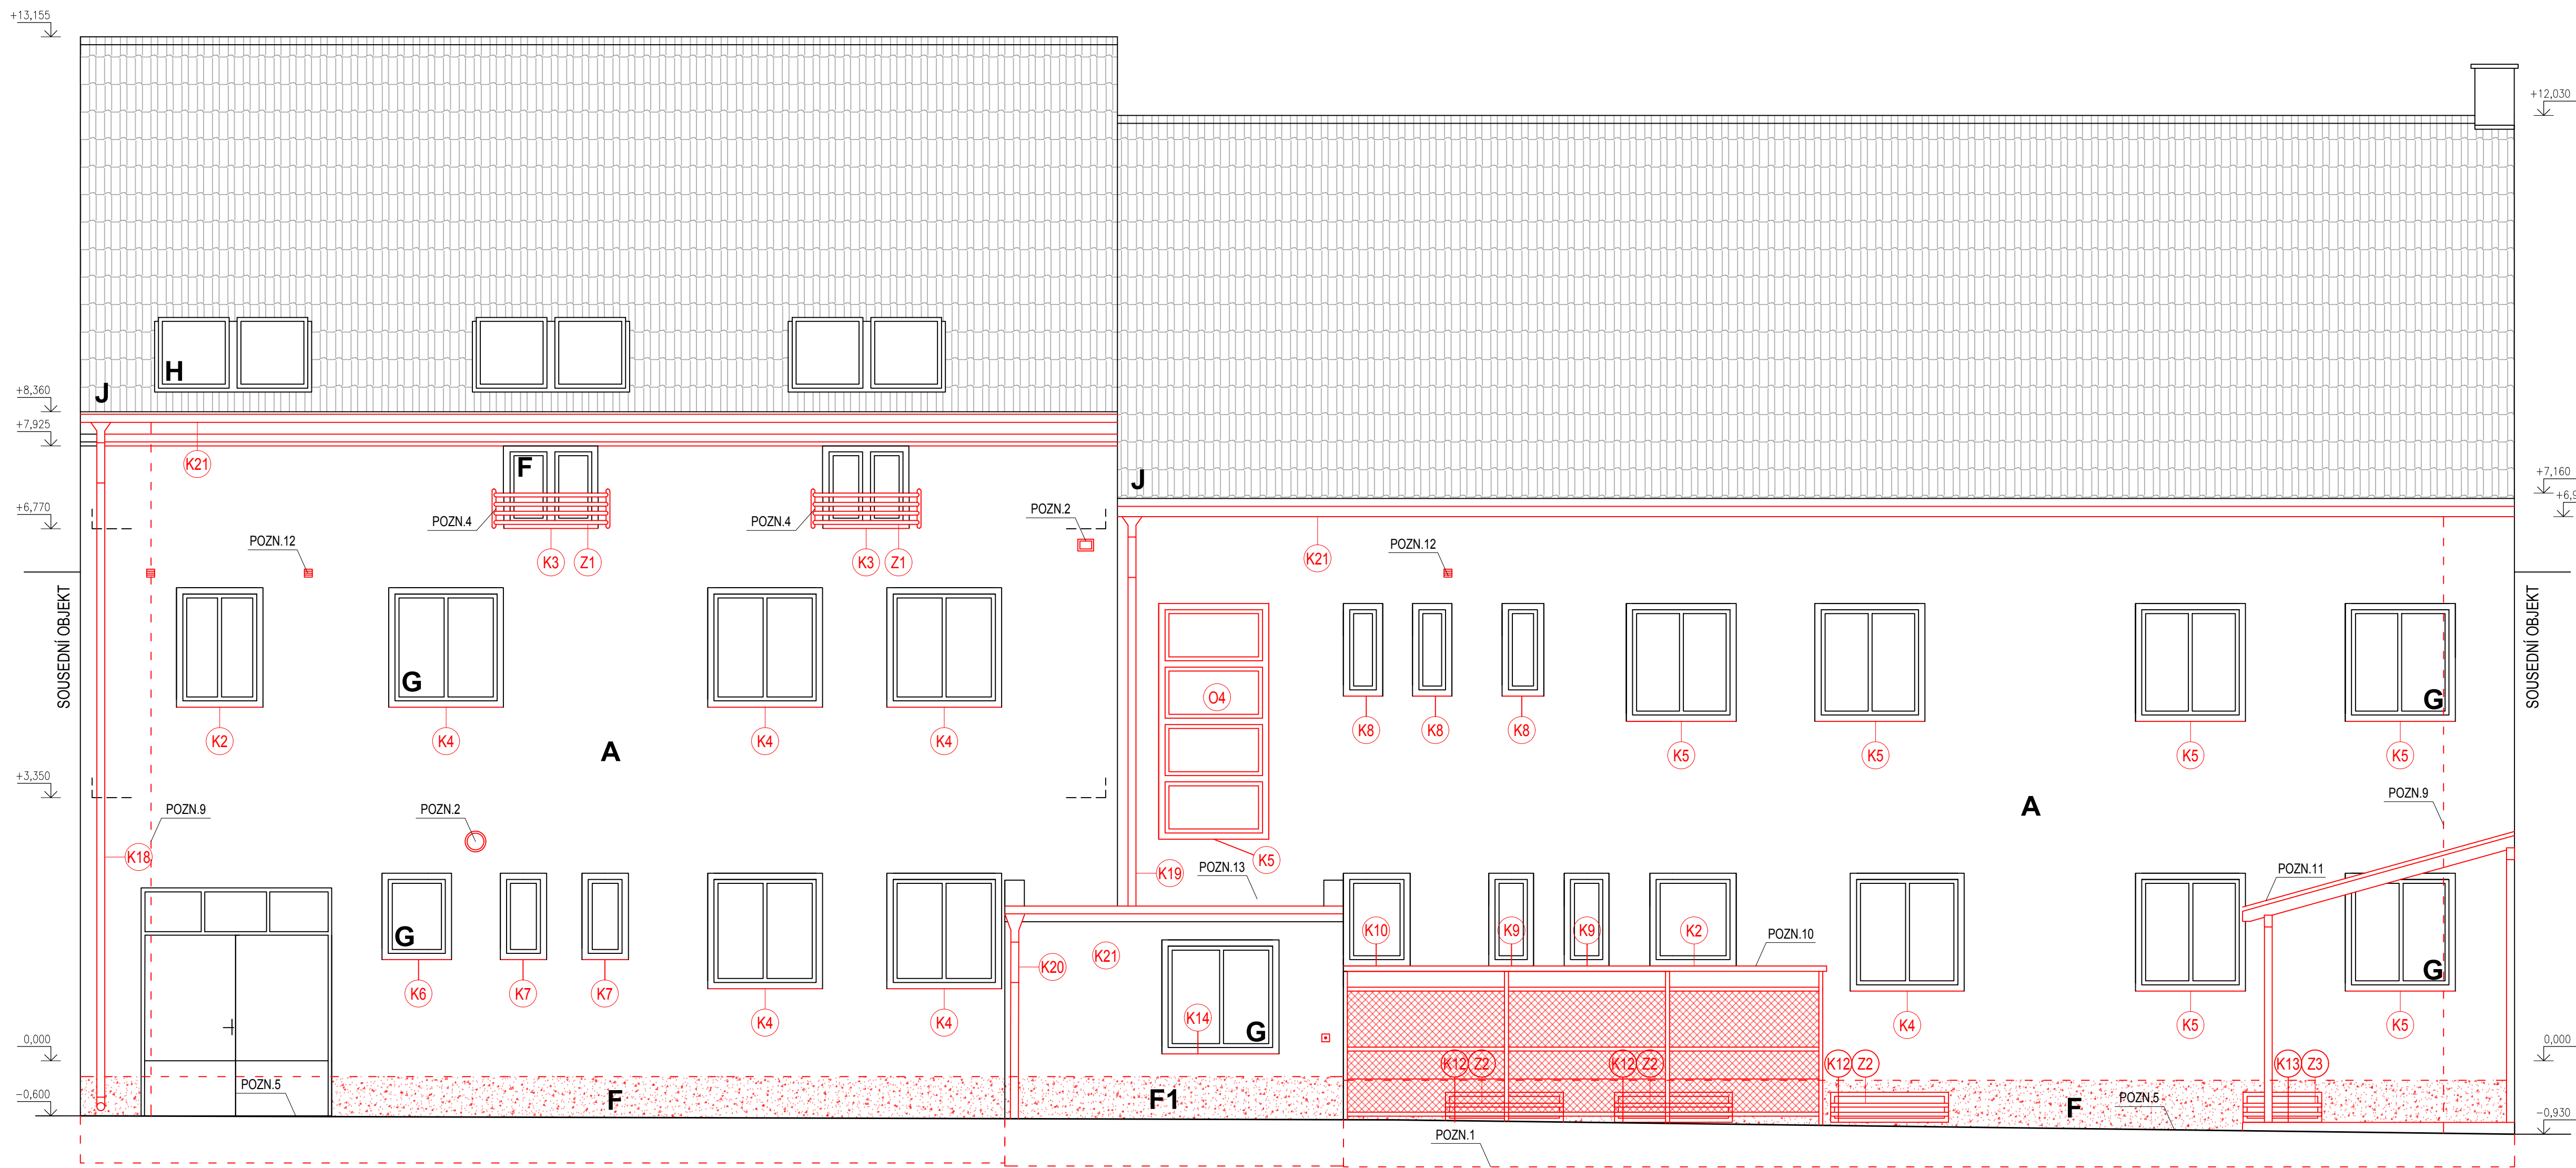 +13,155
+12,030
H
J
+8,360
+7,925
K21
F
J
+7,160
+6,9
+6,770
POZN.4
POZN.4
POZN.2
POZN.12
K3
Z1
K3
Z1
POZN.12
K21
SOUSEDNÍ OBJEKT
SOUSEDNÍ OBJEKT
G
O4
G
K2
K4
K4
K4
K8
K8
K8
K5
K5
K5
K5
A
+3,350
POZN.9
POZN.2
A
POZN.9
K18
K5
K19
POZN.13
POZN.11
G
K10
K9
K9
K2
POZN.10
K21
K20
K6
K7
K7
G
K4
K4
K14
G
K4
K5
K5
0,000
0,000
K12
Z2
K12
Z2
K12
Z2
K13
Z3
POZN.5
F
F1
F
POZN.5
-0,600
-0,930
POZN.1